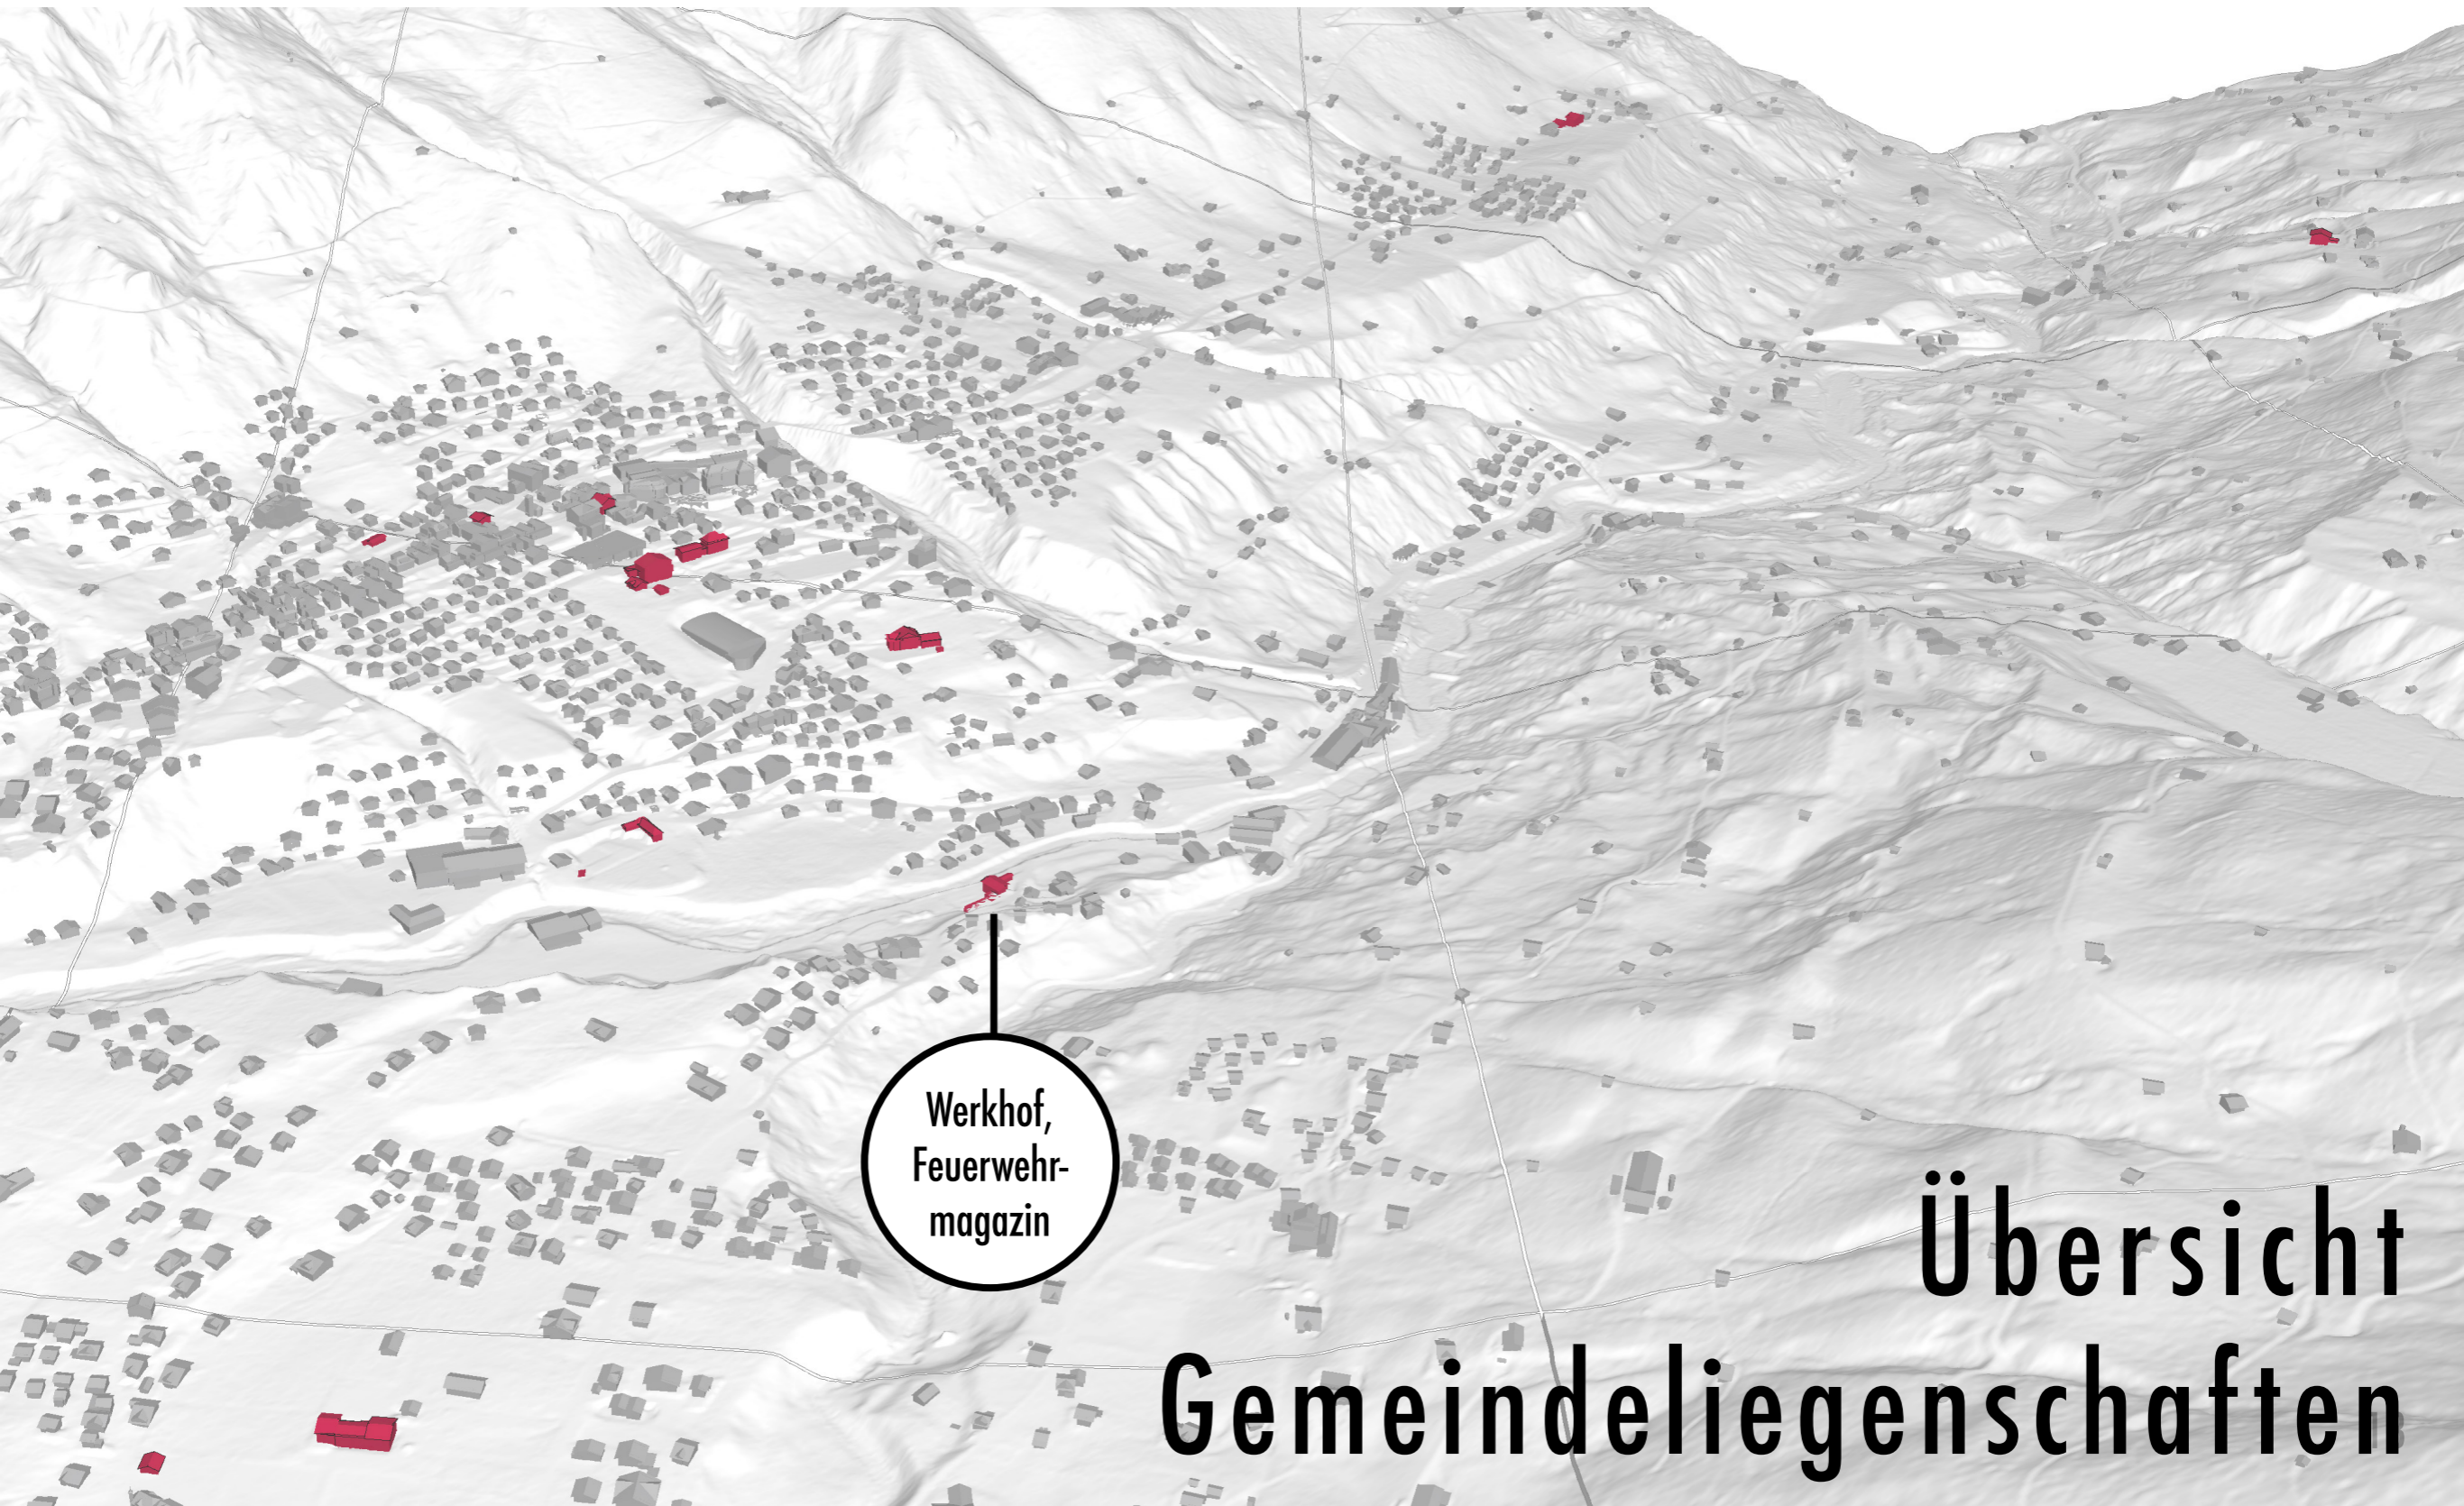 Werkhof,
Feuerwehr-
magazin
Übersicht
Gemeindeliegenschaften